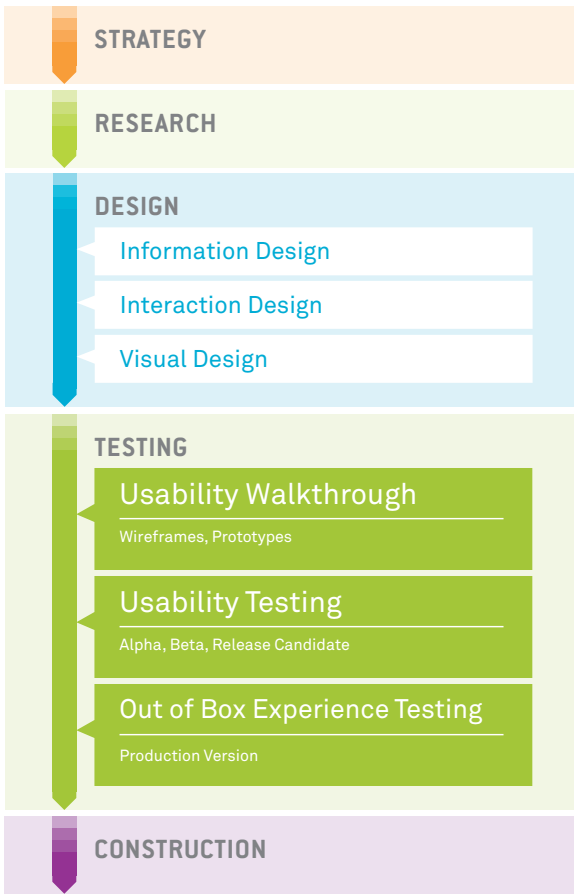 STRATEGY
RESEARCH
DESIGN
Information Design
Interaction Design
Visual Design
TESTING
Usability Walkthrough
Wireframes, Prototypes
Usability Testing
Alpha, Beta, Release Candidate
Out of Box Experience Testing
Production Version
CONSTRUCTION